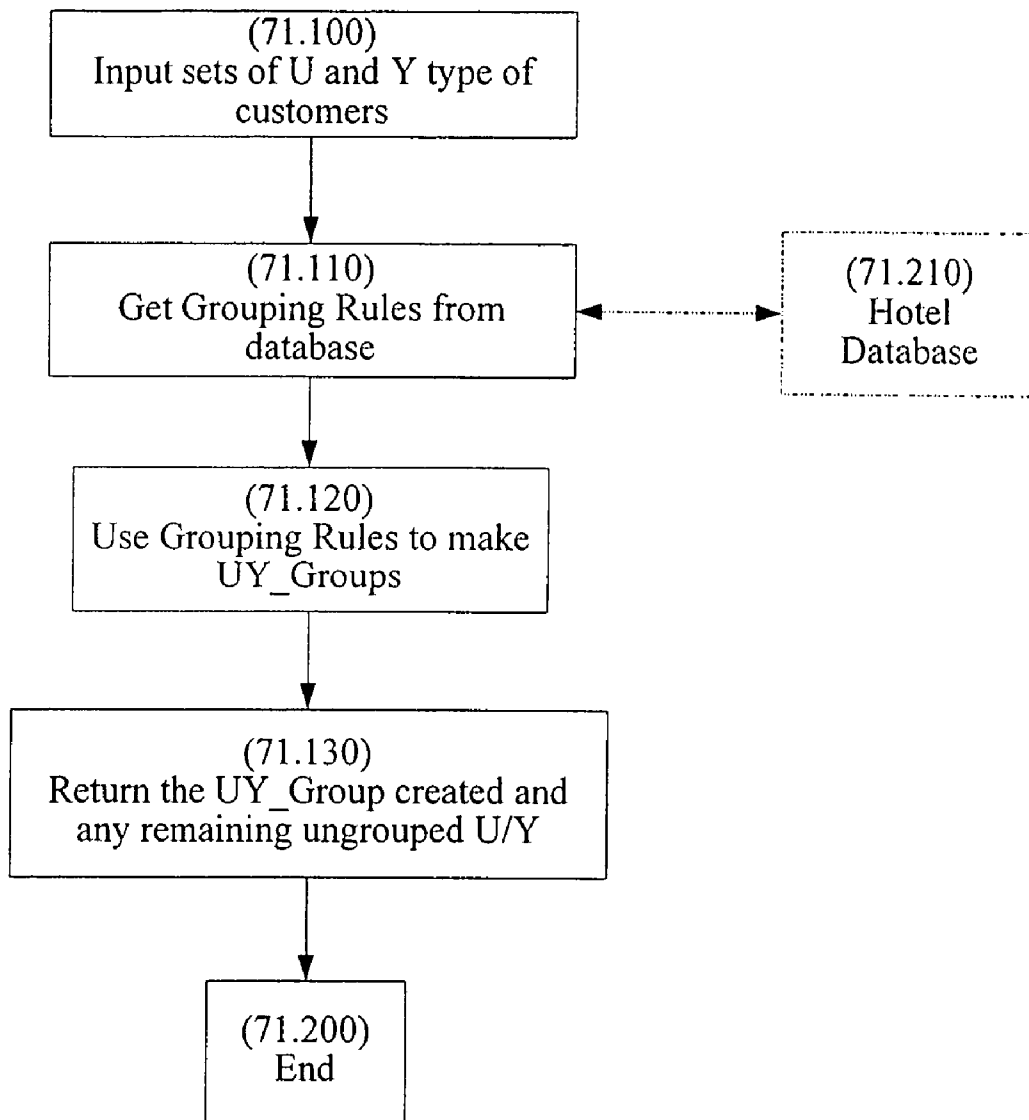 (71.100)
Input sets of U and Y type of
customers
(71.110)
Get Grouping Rules from
database
(71.210)
Hotel
Database
(71.120)
Use Grouping Rules to make
UY_Groups
(71.130)
Return the UY_Group created and
any remaining ungrouped U/Y
(71.200)
End